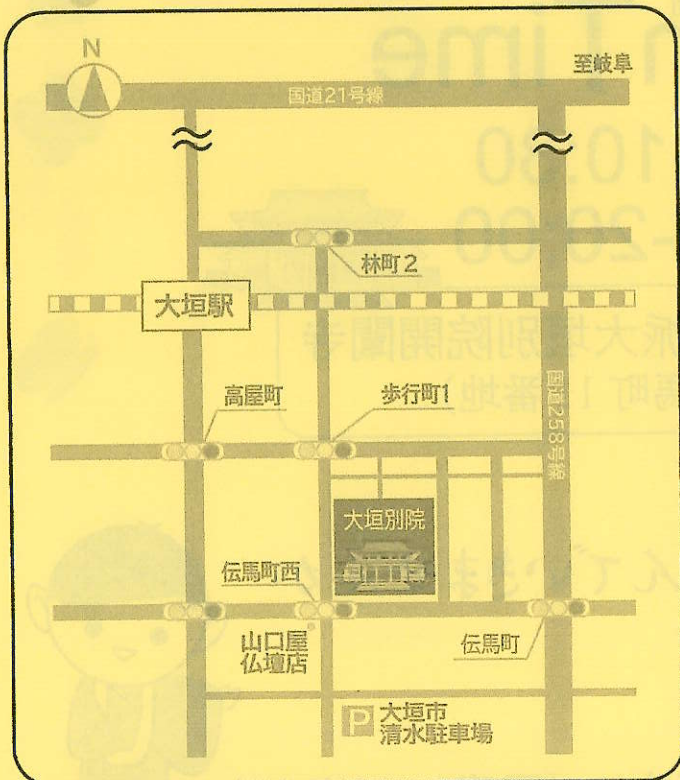 N
至岐阜
国道21号線
林町2
大垣駅
高屋町
歩行町1
国道258号線
大垣別院
伝馬町西
山口屋
仏壇店
伝馬町
P
大垣市
清水駐車場